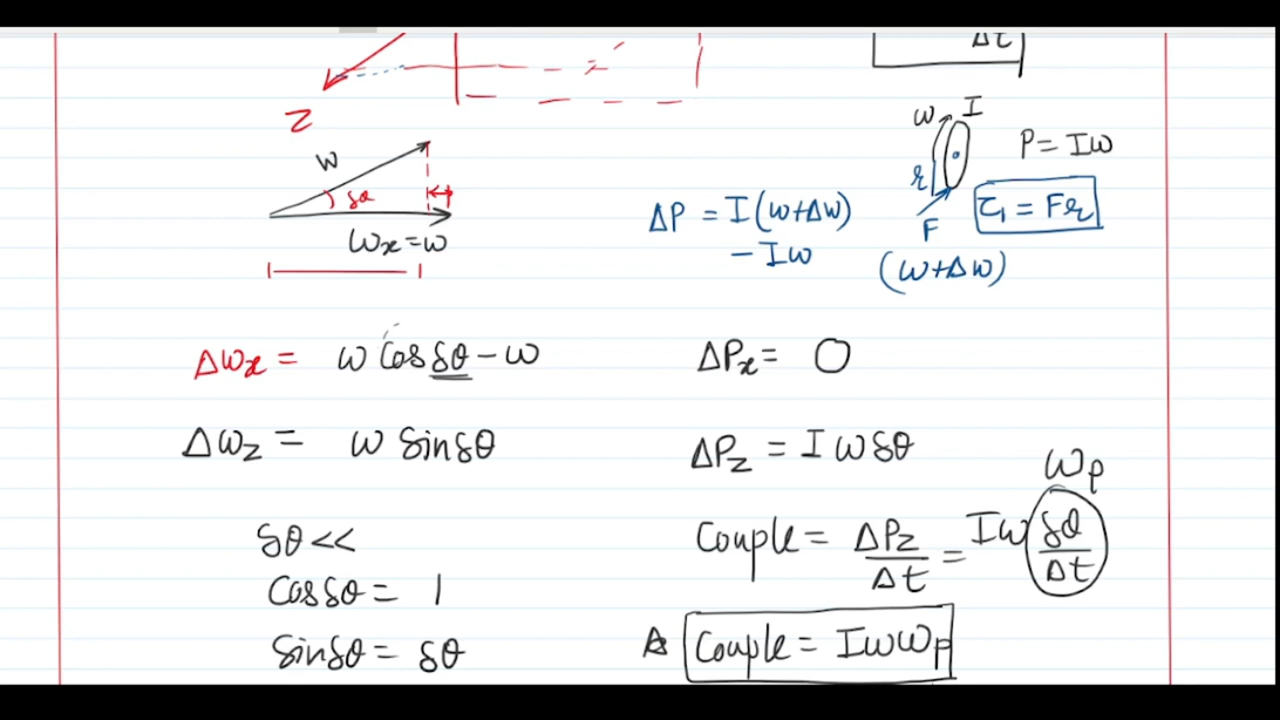 Δt
Z
ω
δθ
ωx = ω
ω I
P = Iω
r
F
τ1 = Fr
(ω+Δω)
ΔP = I(ω+Δω)
- Iω
Δωx = ω cos δθ - ω
ΔPx = 0
Δωz = ω sin δθ
ΔPz = I ω δθ
ωp
δθ <<
Couple = ΔPz/Δt = Iω δθ/Δt
cos δθ = 1
sin δθ = δθ
Couple = Iωωp